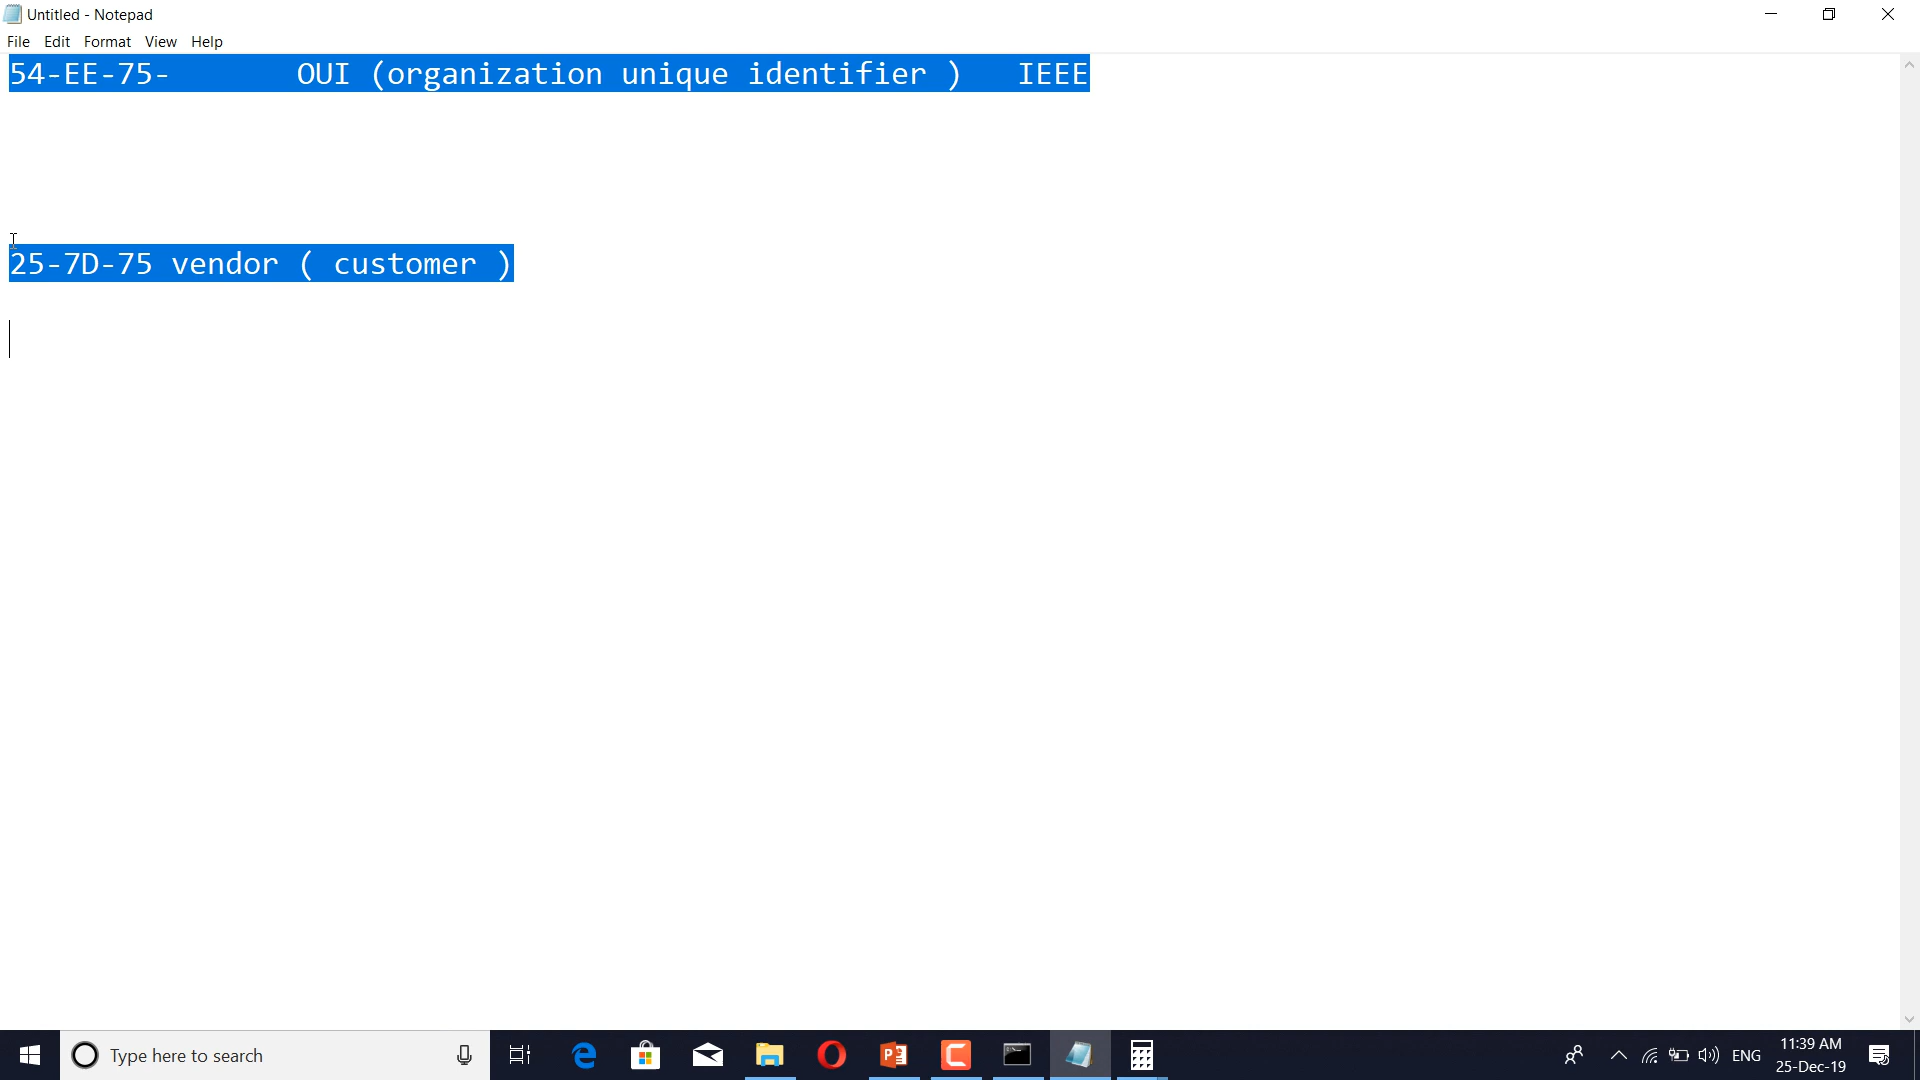 Untitled - Notepad
File Edit Format View Help
54-EE-75-       OUI (organization unique identifier )   IEEE
25-7D-75 vendor ( customer )
Type here to search
ENG
11:39 AM
25-Dec-19